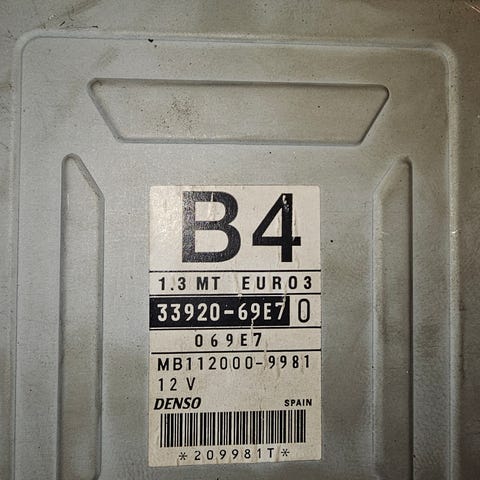 B4
1.3 MT EURO3
33920-69E7 0
069E7
MB112000-9981
12 V
DENSO SPAIN
*209981T*